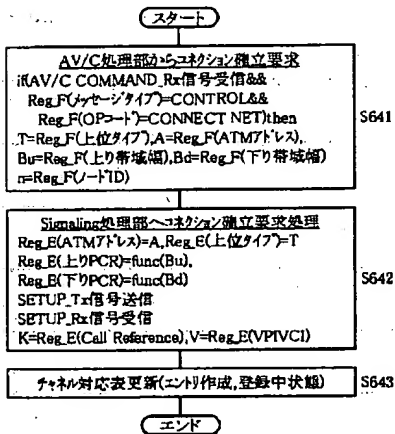 スタート
AV/C処理部からコネクション確立要求
if(AV/C COMMAND_Rx信号受信&&
Reg_F(メッセージタイプ)=CONTROL&&
Reg_F(OPコード)=CONNECT NET)then
T=Reg_F(上位タイプ),A=Reg_F(ATMアドレス),
Bu=Reg_F(上り帯域幅),Bd=Reg_F(下り帯域幅)
n=Reg_F(ノードID)
S641
Signaling処理部へコネクション確立要求処理
Reg_E(ATMアドレス)=A,Reg_E(上位タイプ)=T
Reg_E(上りPCR)=func(Bu),
Reg_E(下りPCR)=func(Bd)
SETUP_Tx信号送信
SETUP_Rx信号受信
K=Reg_E(Call Reference),V=Reg_E(VPIVCI)
S642
チャネル対応表更新(エントリ作成,登録中状態)
S643
エンド